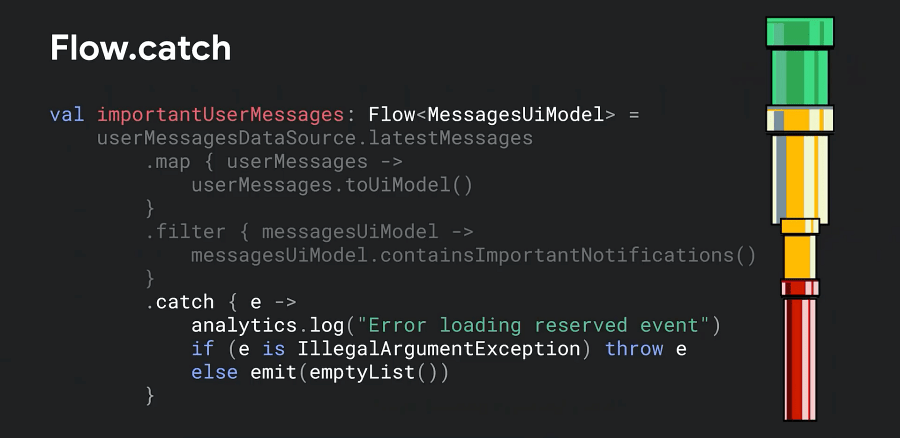 Flow.catch
val importantUserMessages: Flow<MessagesUiModel> =
    userMessagesDataSource.latestMessages
        .map { userMessages ->
            userMessages.toUiModel()
        }
        .filter { messagesUiModel ->
            messagesUiModel.containsImportantNotifications()
        }
        .catch { e ->
            analytics.log("Error loading reserved event")
            if (e is IllegalArgumentException) throw e
            else emit(emptyList())
        }